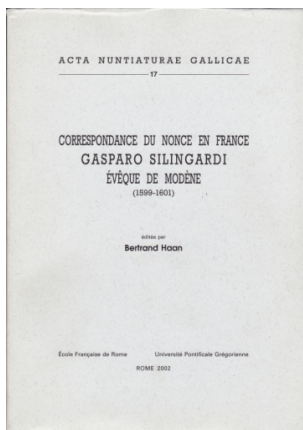 ACTA NUNTIATURAE GALLICAE
17
CORRESPONDANCE DU NONCE EN FRANCE
GASPARO SILINGARDI
ÉVÊQUE DE MODÈNE
(1599-1601)
éditée par
Bertrand Haan
École Française de Rome Université Pontificale Grégorienne
ROME 2002